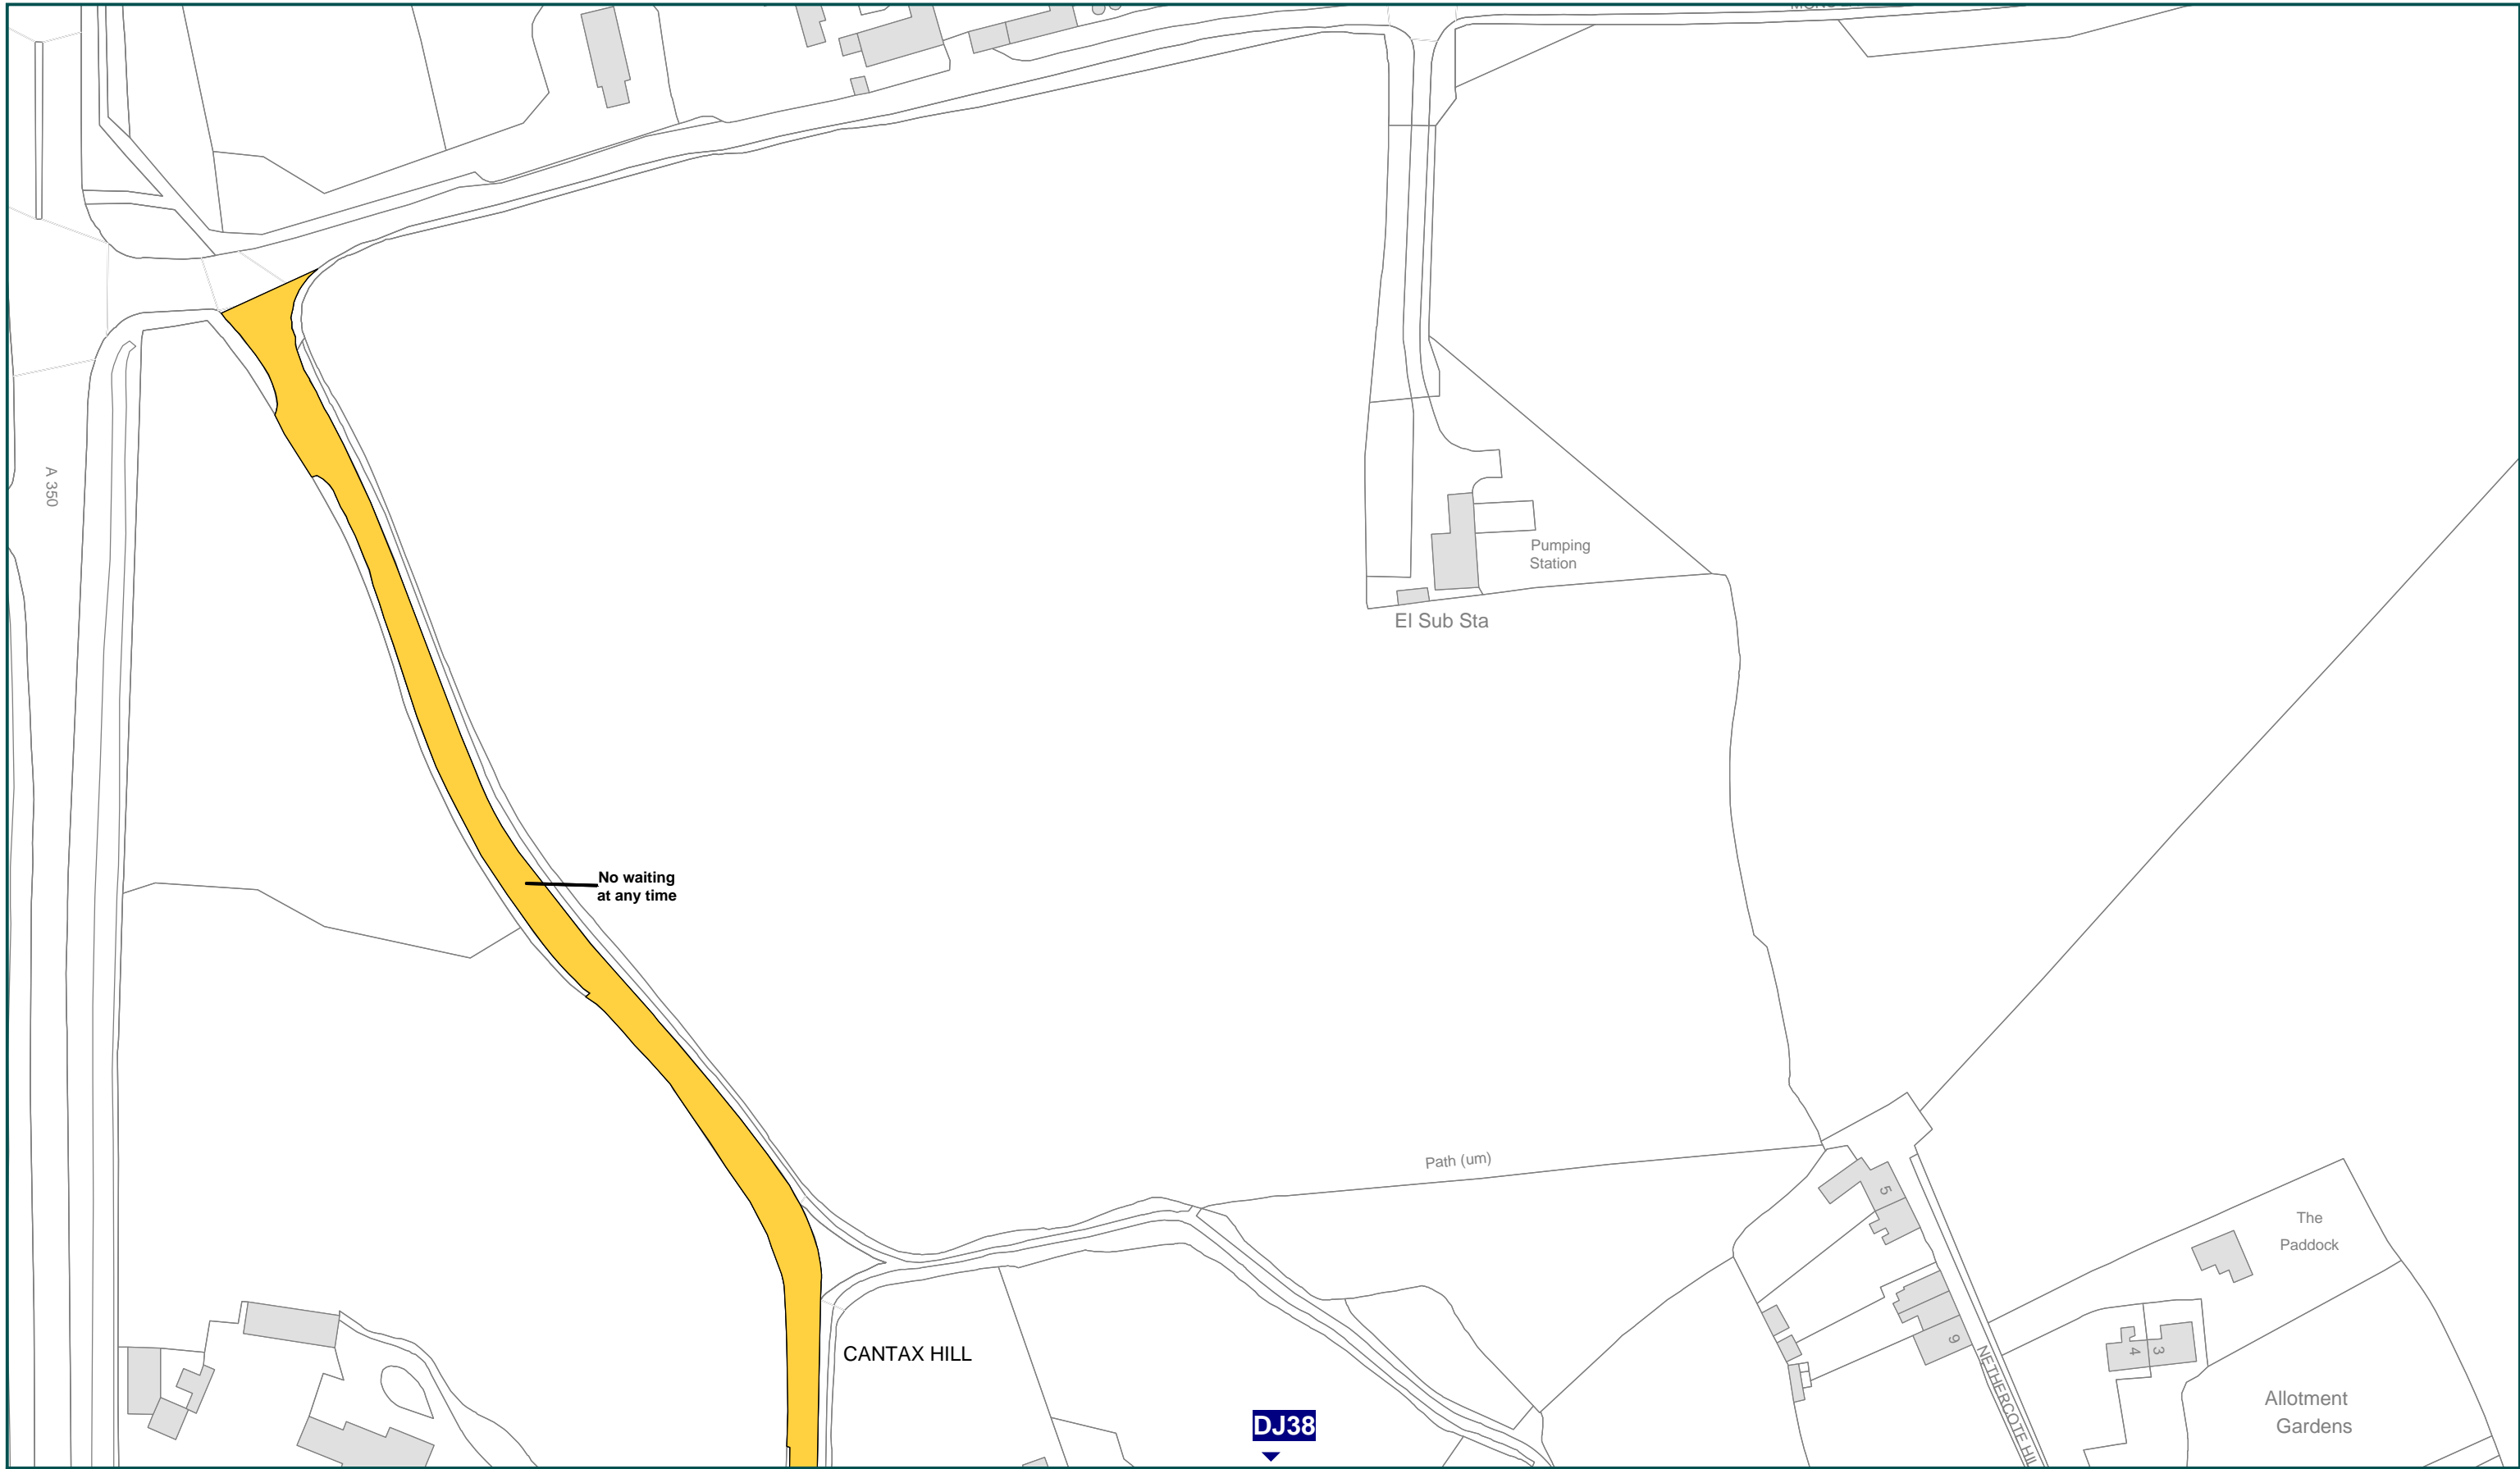 A 350
Pumping
Station
El Sub Sta
No waiting
at any time
Path (um)
5
The
Paddock
9
4
3
CANTAX HILL
NETHERCOTE HIL
Allotment
Gardens
DJ38